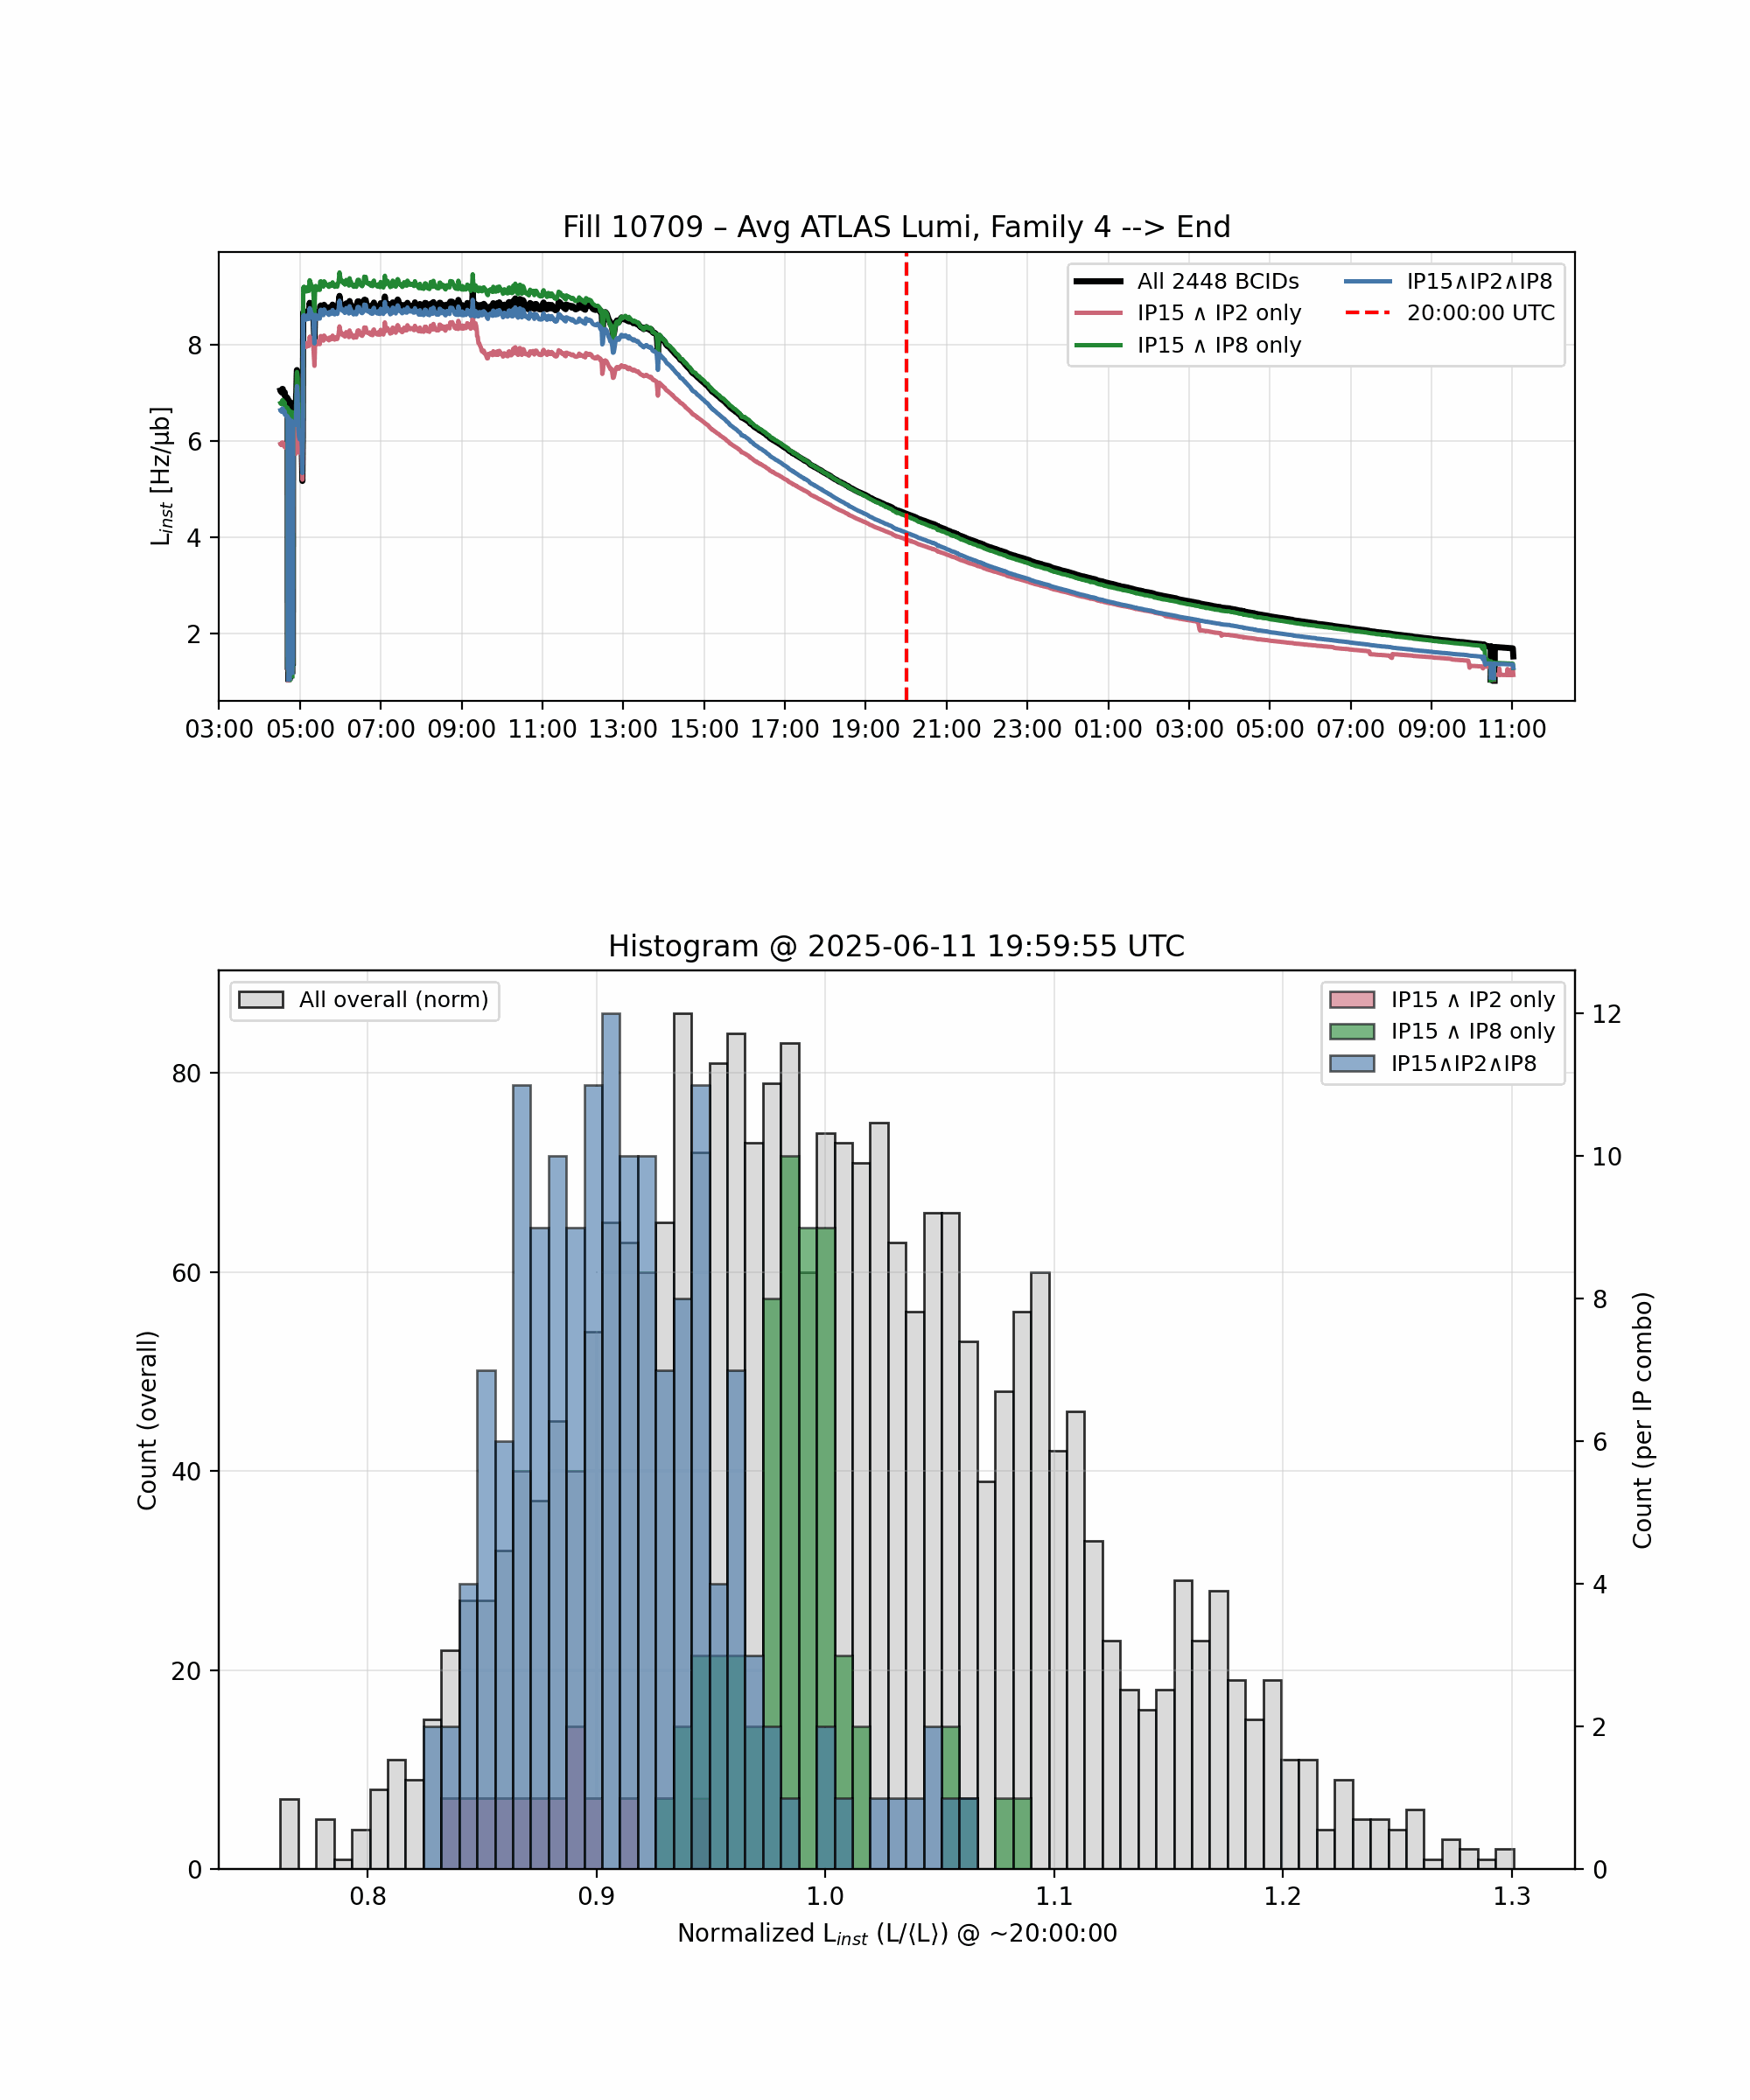 Fill 10709 – Avg ATLAS Lumi, Family 4 --> End
All 2448 BCIDs
IP15 ∧ IP2 only
IP15 ∧ IP8 only
IP15∧IP2∧IP8
20:00:00 UTC
L_inst [Hz/μb]
8
6
4
2
03:00 05:00 07:00 09:00 11:00 13:00 15:00 17:00 19:00 21:00 23:00 01:00 03:00 05:00 07:00 09:00 11:00
Histogram @ 2025-06-11 19:59:55 UTC
All overall (norm)
IP15 ∧ IP2 only
IP15 ∧ IP8 only
IP15∧IP2∧IP8
Count (overall)
80
60
40
20
0
12
10
8
6
4
2
0
Count (per IP combo)
0.8 0.9 1.0 1.1 1.2 1.3
Normalized L_inst (L/⟨L⟩) @ ~20:00:00